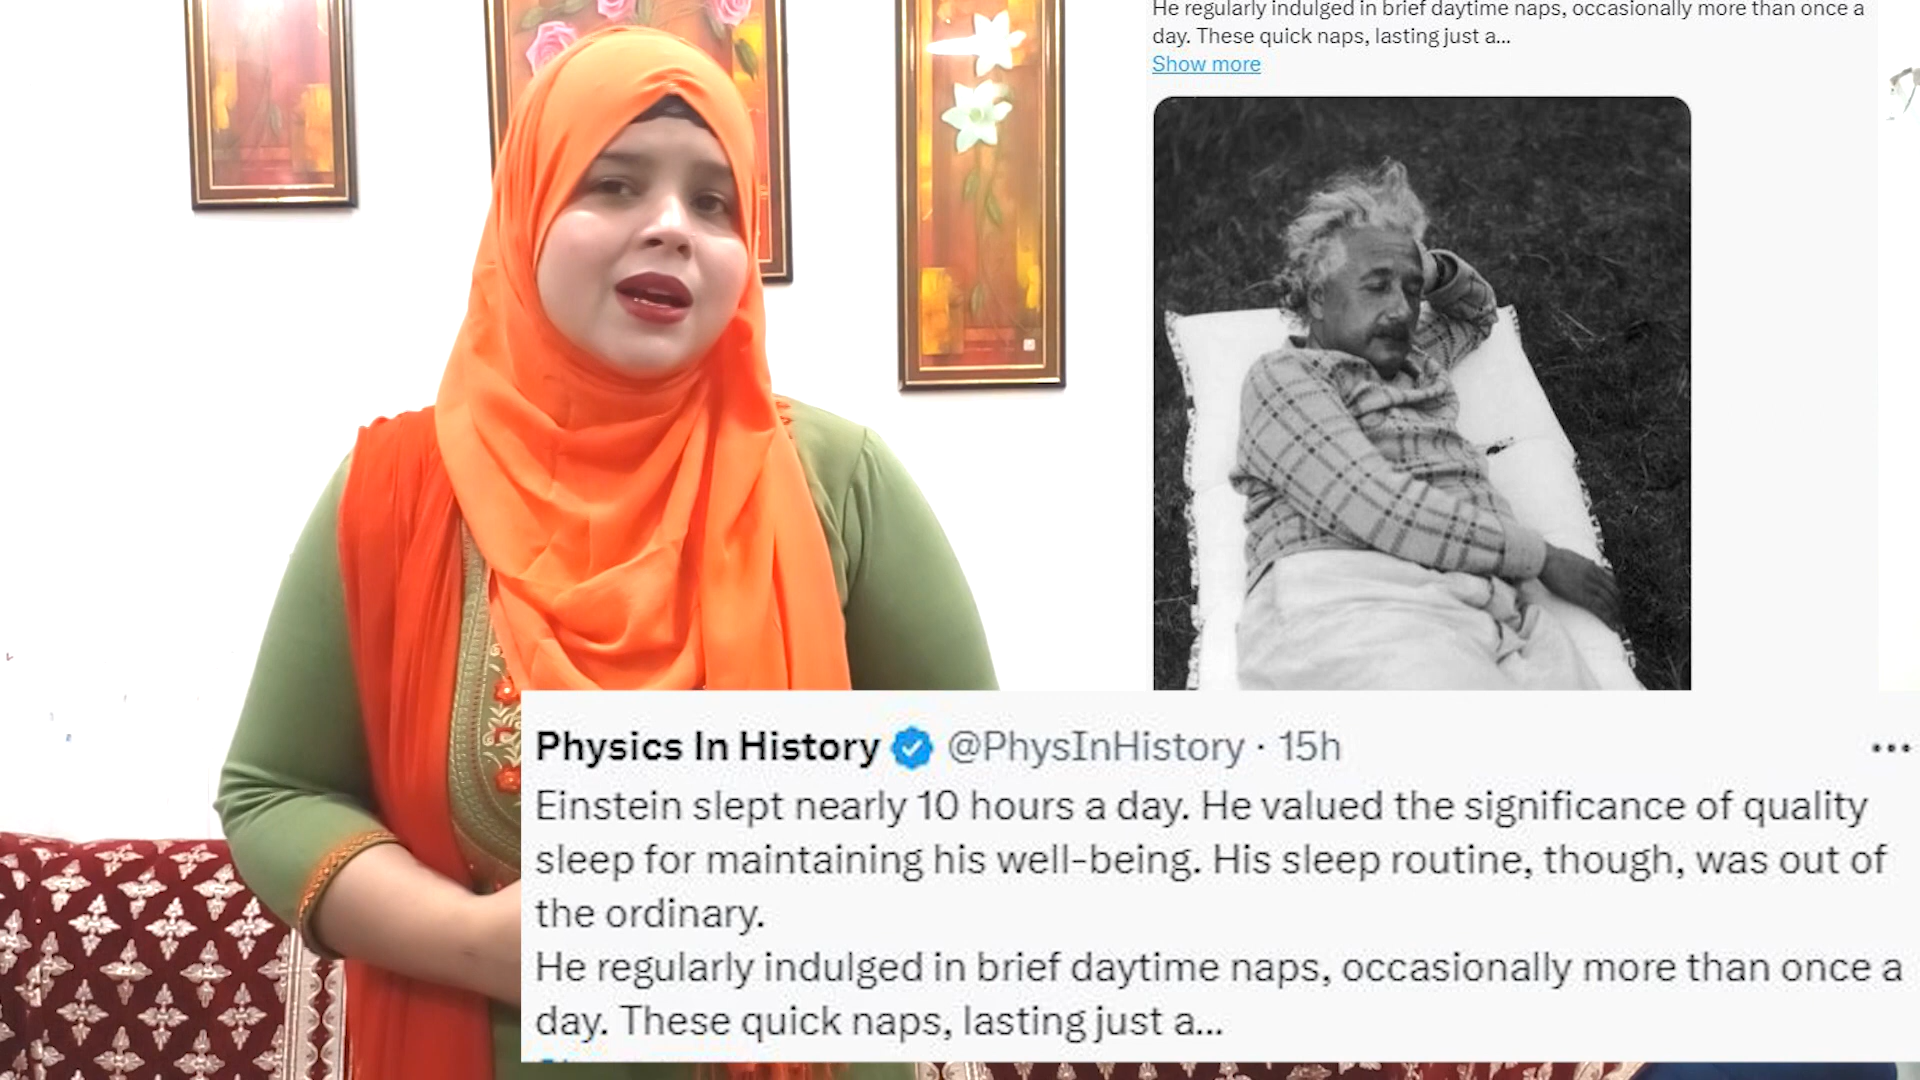 He regularly indulged in brief daytime naps, occasionally more than once a
day. These quick naps, lasting just a...
Show more
Physics In History @PhysInHistory · 15h
Einstein slept nearly 10 hours a day. He valued the significance of quality
sleep for maintaining his well-being. His sleep routine, though, was out of
the ordinary.
He regularly indulged in brief daytime naps, occasionally more than once a
day. These quick naps, lasting just a...